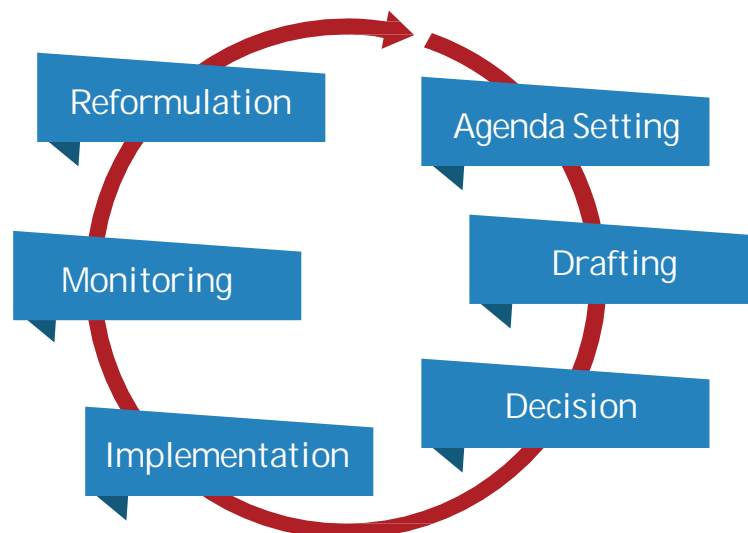 Reformulation
Agenda Setting
Drafting
Monitoring
Decision
Implementation